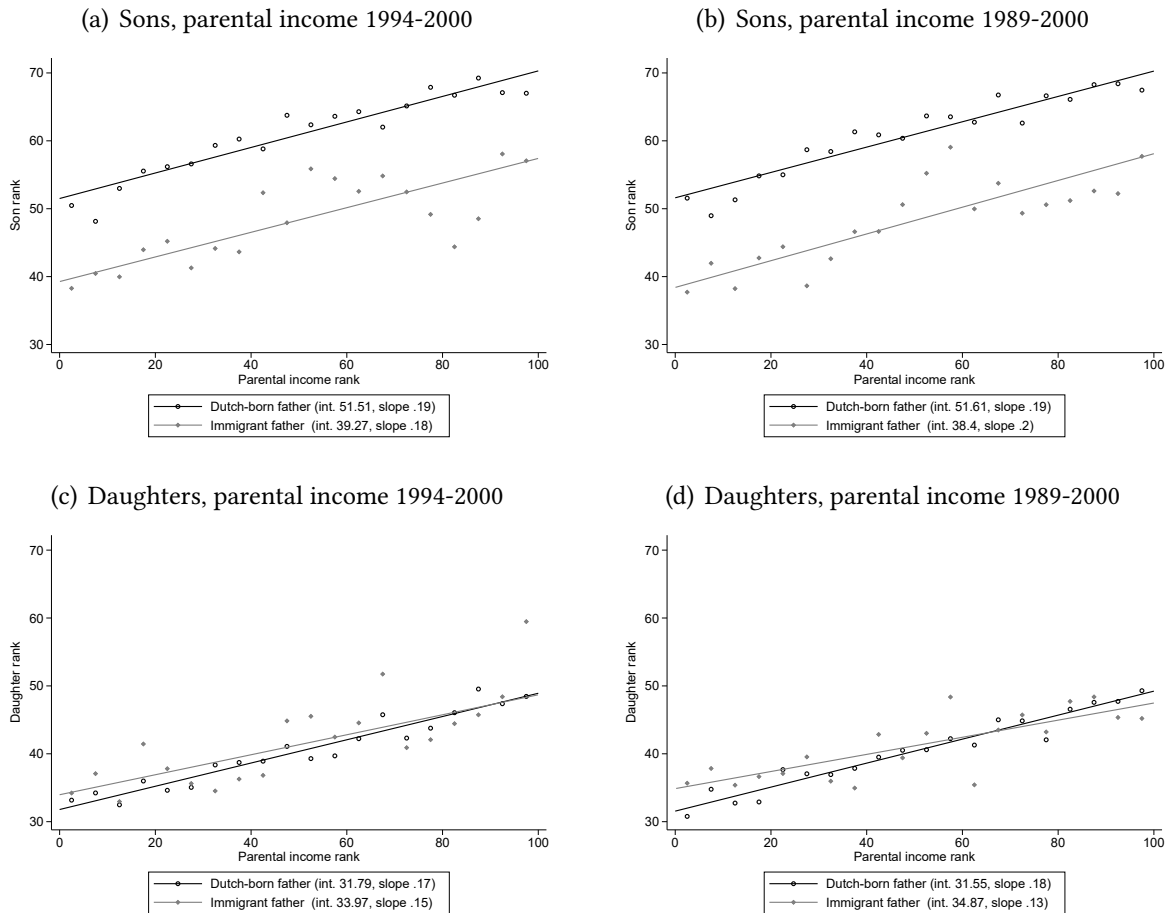 (a) Sons, parental income 1994-2000
70
60
50
40
30
Son rank
0 20 40 60 80 100
Parental income rank
Dutch-born father (int. 51.51, slope .19)
Immigrant father (int. 39.27, slope .18)
(b) Sons, parental income 1989-2000
70
60
50
40
30
Son rank
0 20 40 60 80 100
Parental income rank
Dutch-born father (int. 51.61, slope .19)
Immigrant father (int. 38.4, slope .2)
(c) Daughters, parental income 1994-2000
70
60
50
40
30
Daughter rank
0 20 40 60 80 100
Parental income rank
Dutch-born father (int. 31.79, slope .17)
Immigrant father (int. 33.97, slope .15)
(d) Daughters, parental income 1989-2000
70
60
50
40
30
Daughter rank
0 20 40 60 80 100
Parental income rank
Dutch-born father (int. 31.55, slope .18)
Immigrant father (int. 34.87, slope .13)